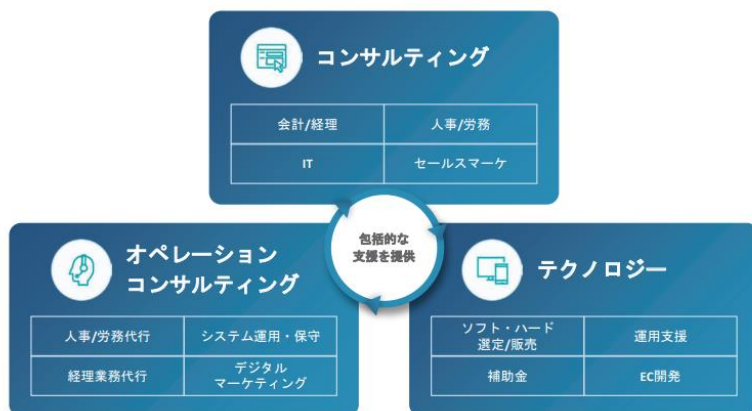 コンサルティング
会計/経理
人事/労務
IT
セールスマーケ
包括的な
支援を提供
オペレーション
コンサルティング
人事/労務代行
システム運用・保守
経理業務代行
デジタル
マーケティング
テクノロジー
ソフト・ハード
選定/販売
運用支援
補助金
EC開発